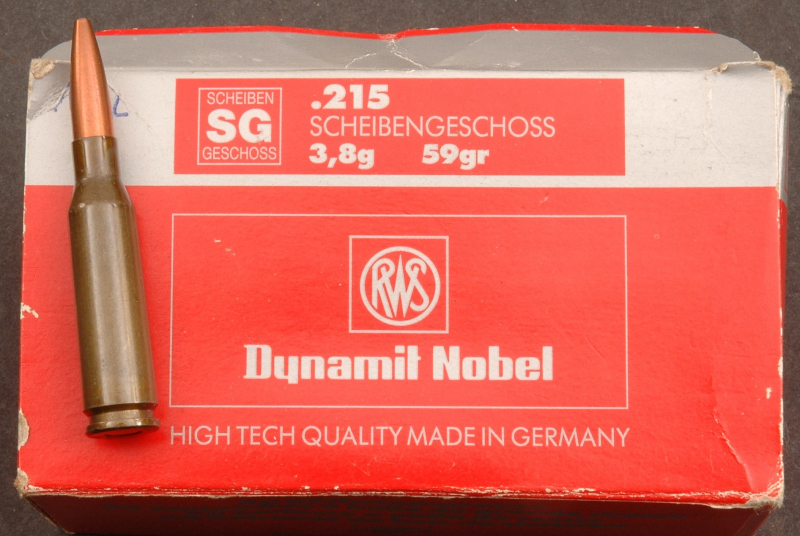 SCHEIBEN
SG
GESCHOSS
.215
SCHEIBENGESCHOSS
3,8g 59gr
RWS
Dynamit Nobel
HIGH TECH QUALITY MADE IN GERMANY